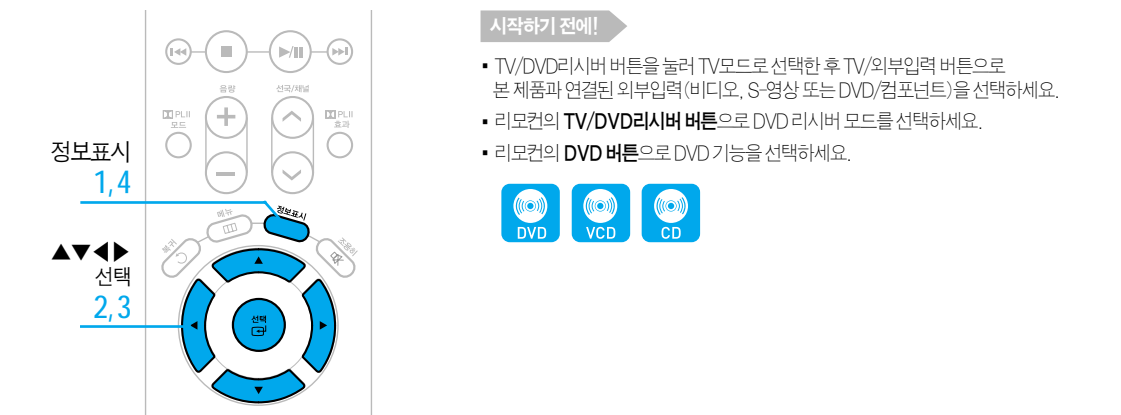 시작하기 전에!
▪ TV/DVD리시버 버튼을 눌러 TV모드로 선택한 후 TV/외부입력 버튼으로
본 제품과 연결된 외부입력(비디오, S-영상 또는 DVD/컴포넌트)을 선택하세요.
▪ 리모컨의 TV/DVD리시버 버튼으로 DVD 리시버 모드를 선택하세요.
▪ 리모컨의 DVD 버튼으로 DVD 기능을 선택하세요.
DVD VCD CD
음량 선국/채널
PLII 모드
PLII 효과
정보표시
1, 4
메뉴 정보표시
복귀 조용히
▲▼◀▶
선택
2, 3
선택